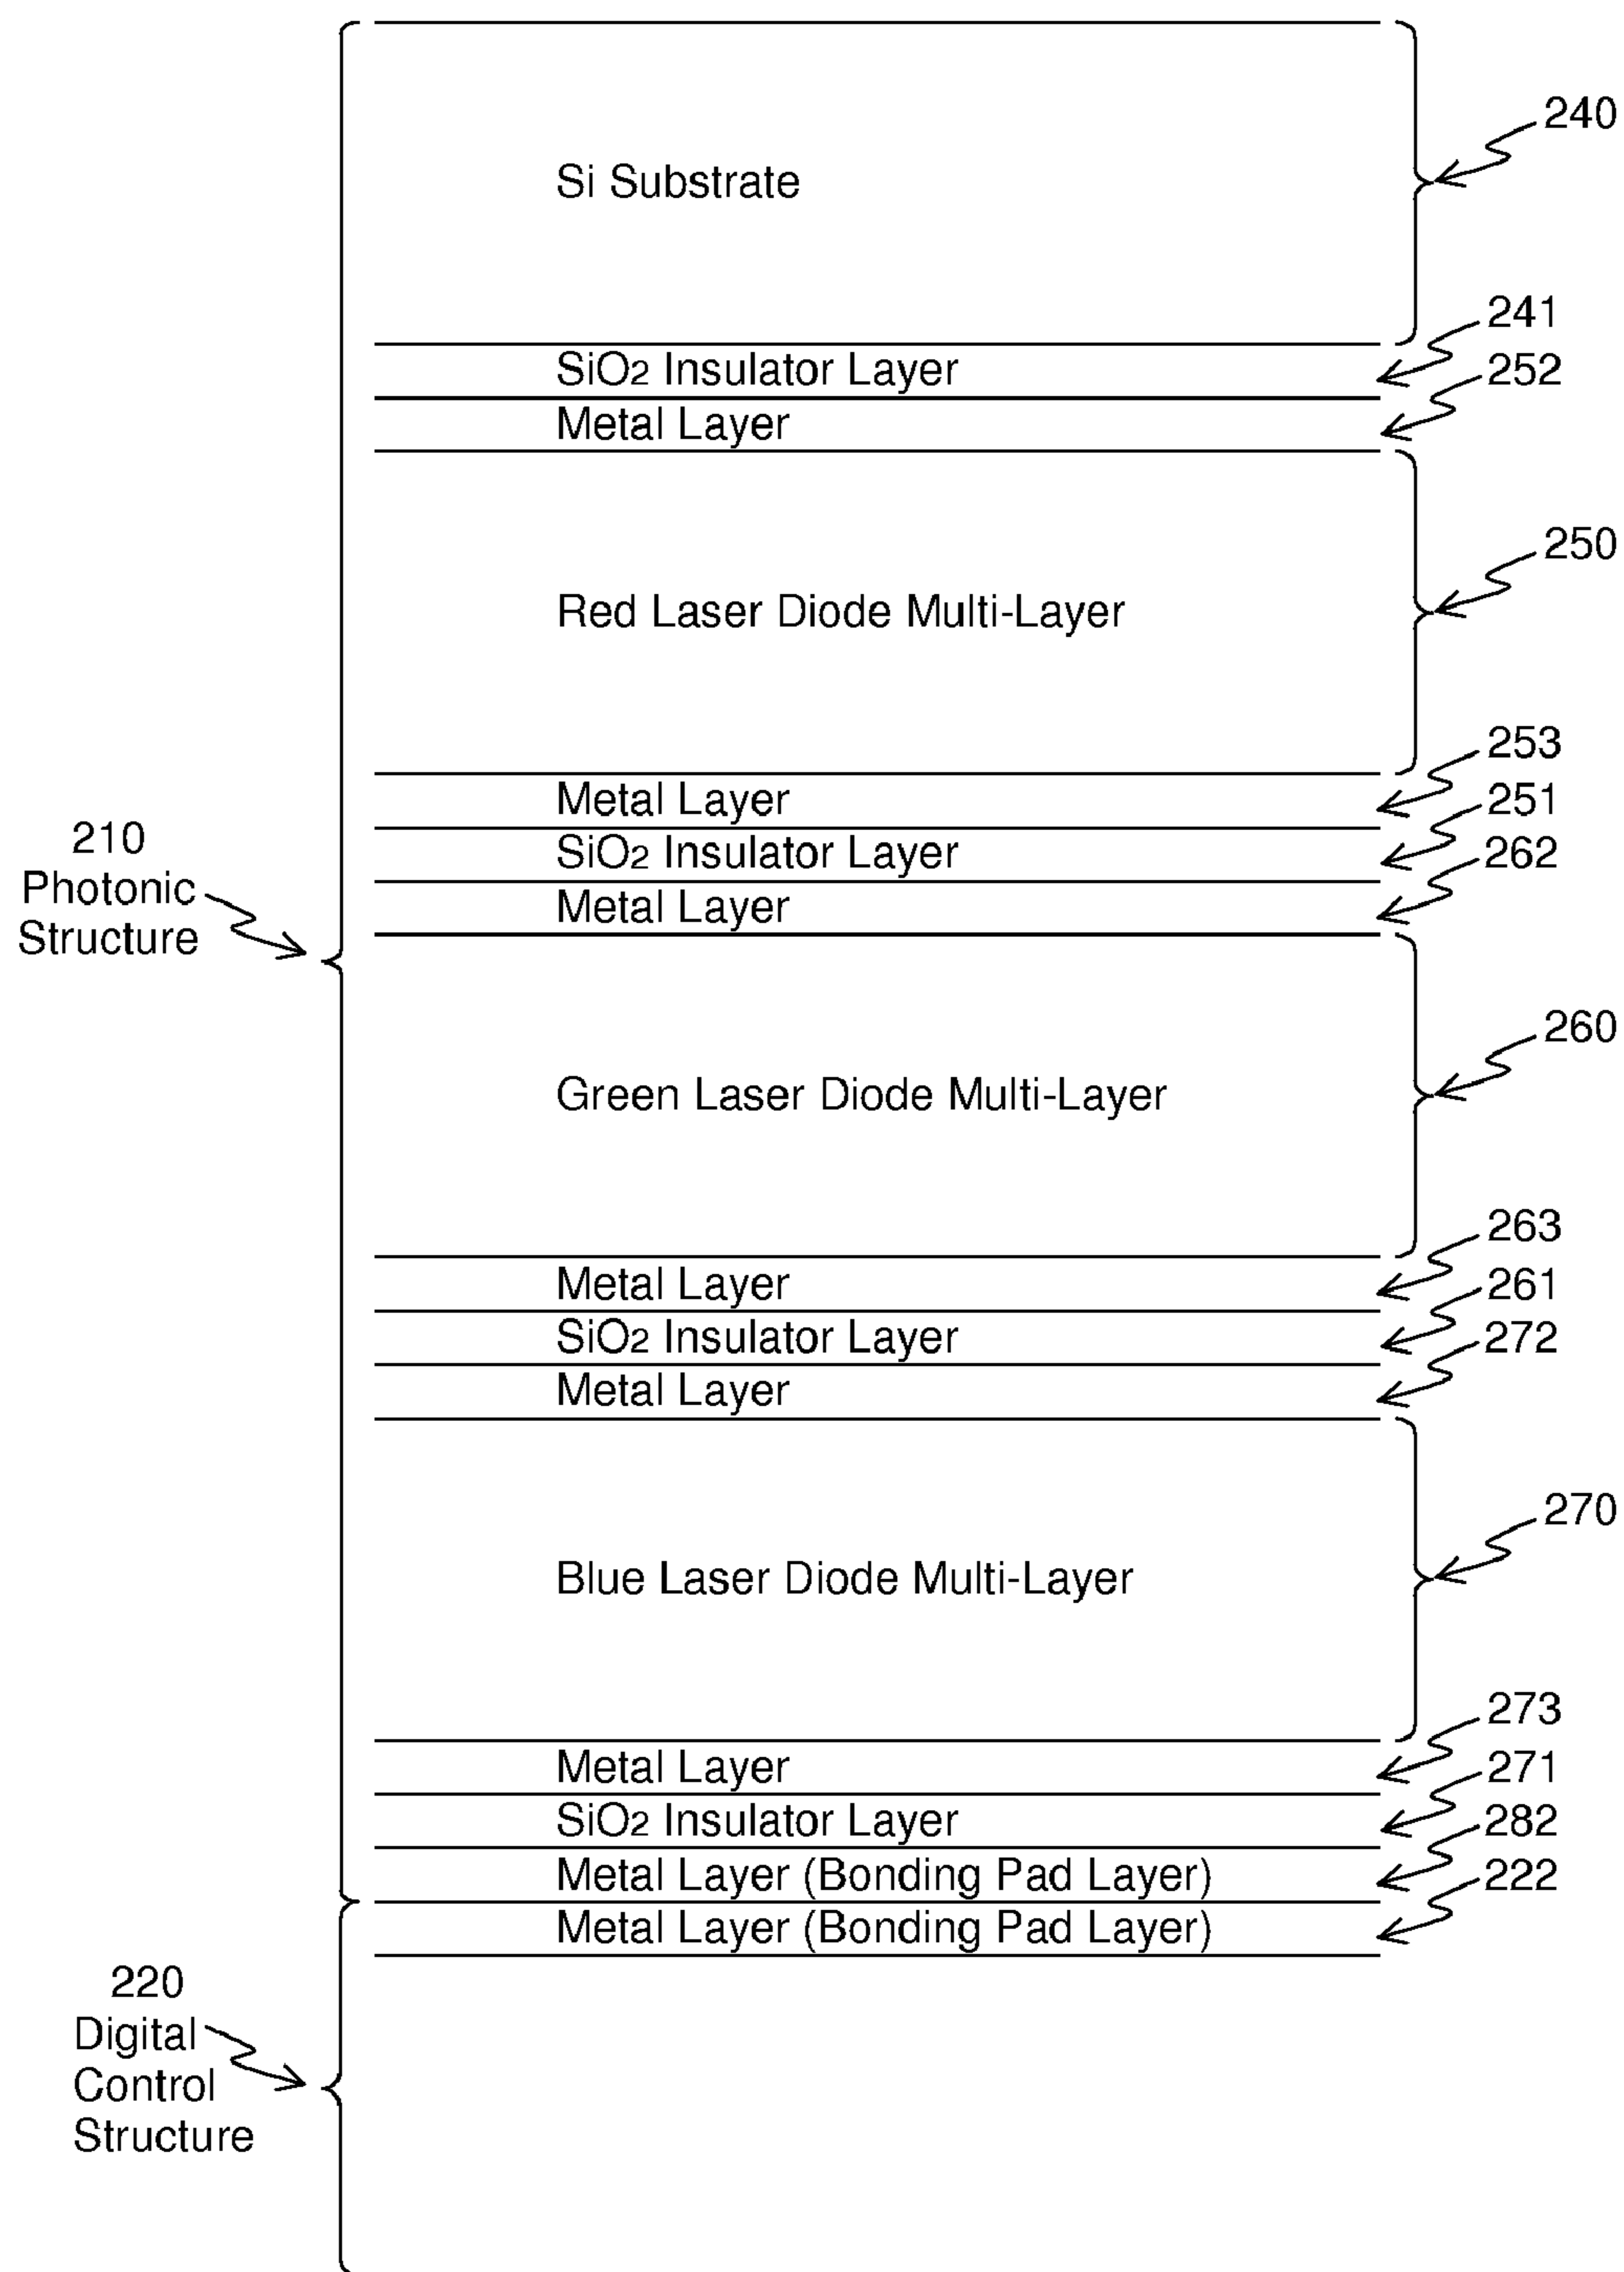 240
Si Substrate
241
SiO2 Insulator Layer
252
Metal Layer
250
Red Laser Diode Multi-Layer
253
Metal Layer
251
SiO2 Insulator Layer
262
Metal Layer
210
Photonic
Structure
260
Green Laser Diode Multi-Layer
263
Metal Layer
261
SiO2 Insulator Layer
272
Metal Layer
270
Blue Laser Diode Multi-Layer
273
Metal Layer
271
SiO2 Insulator Layer
282
Metal Layer (Bonding Pad Layer)
222
Metal Layer (Bonding Pad Layer)
220
Digital
Control
Structure